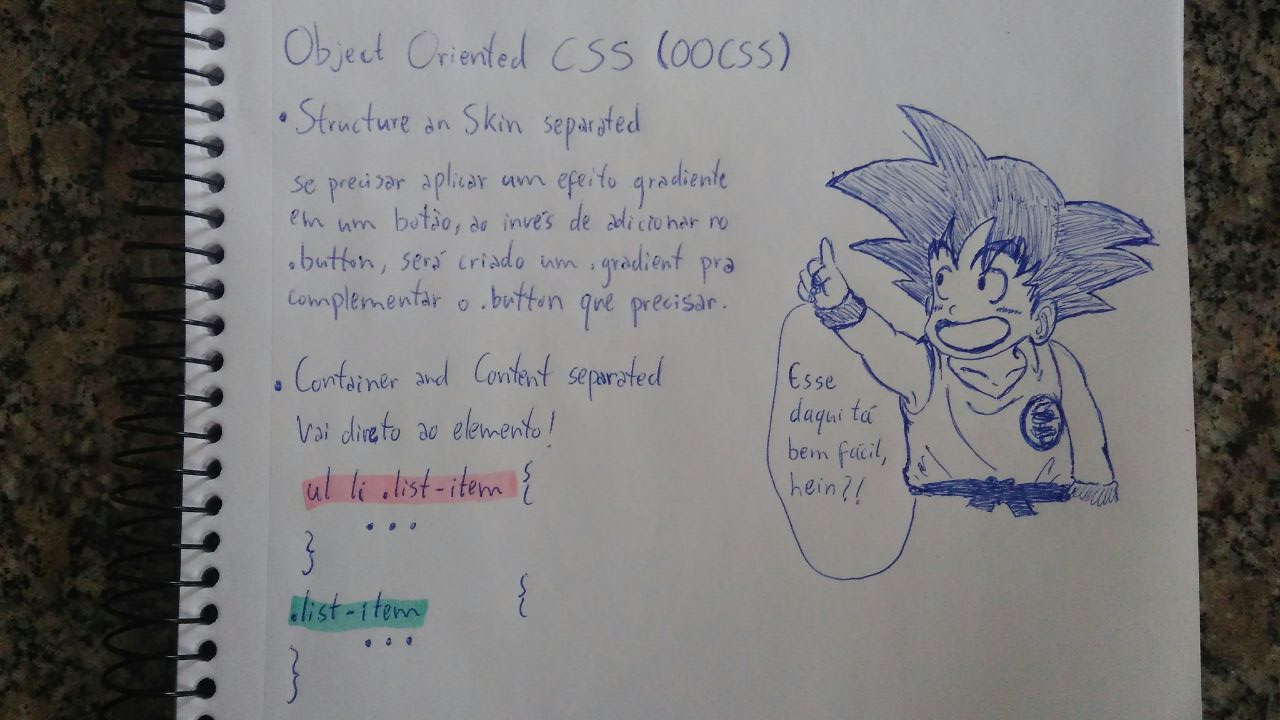 Object Oriented CSS (OOCSS)
• Structure an Skin separated
se precisar aplicar um efeito gradiente
em um botão, ao invés de adicionar no
.button, será criado um .gradient pra
complementar o .button que precisar.
• Container and Content separated
Vai direto ao elemento!
ul li .list-item {
...
}
.list-item {
...
}
Esse
daqui tá
bem fácil,
hein?!